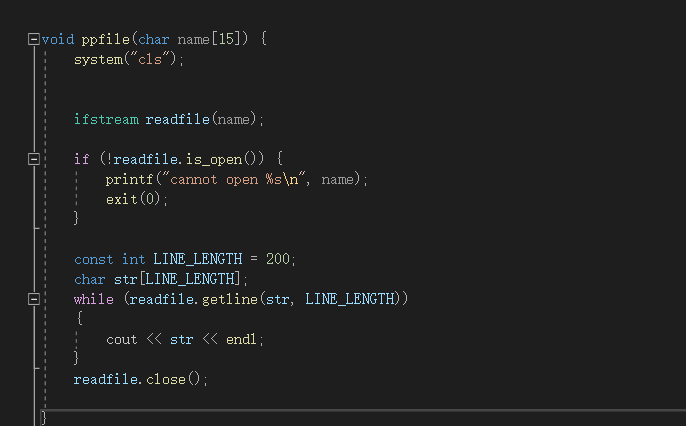 void ppfile(char name[15]) {
    system("cls");
    ifstream readfile(name);
    if (!readfile.is_open()) {
        printf("cannot open %s\n", name);
        exit(0);
    }
    const int LINE_LENGTH = 200;
    char str[LINE_LENGTH];
    while (readfile.getline(str, LINE_LENGTH))
    {
        cout << str << endl;
    }
    readfile.close();
}